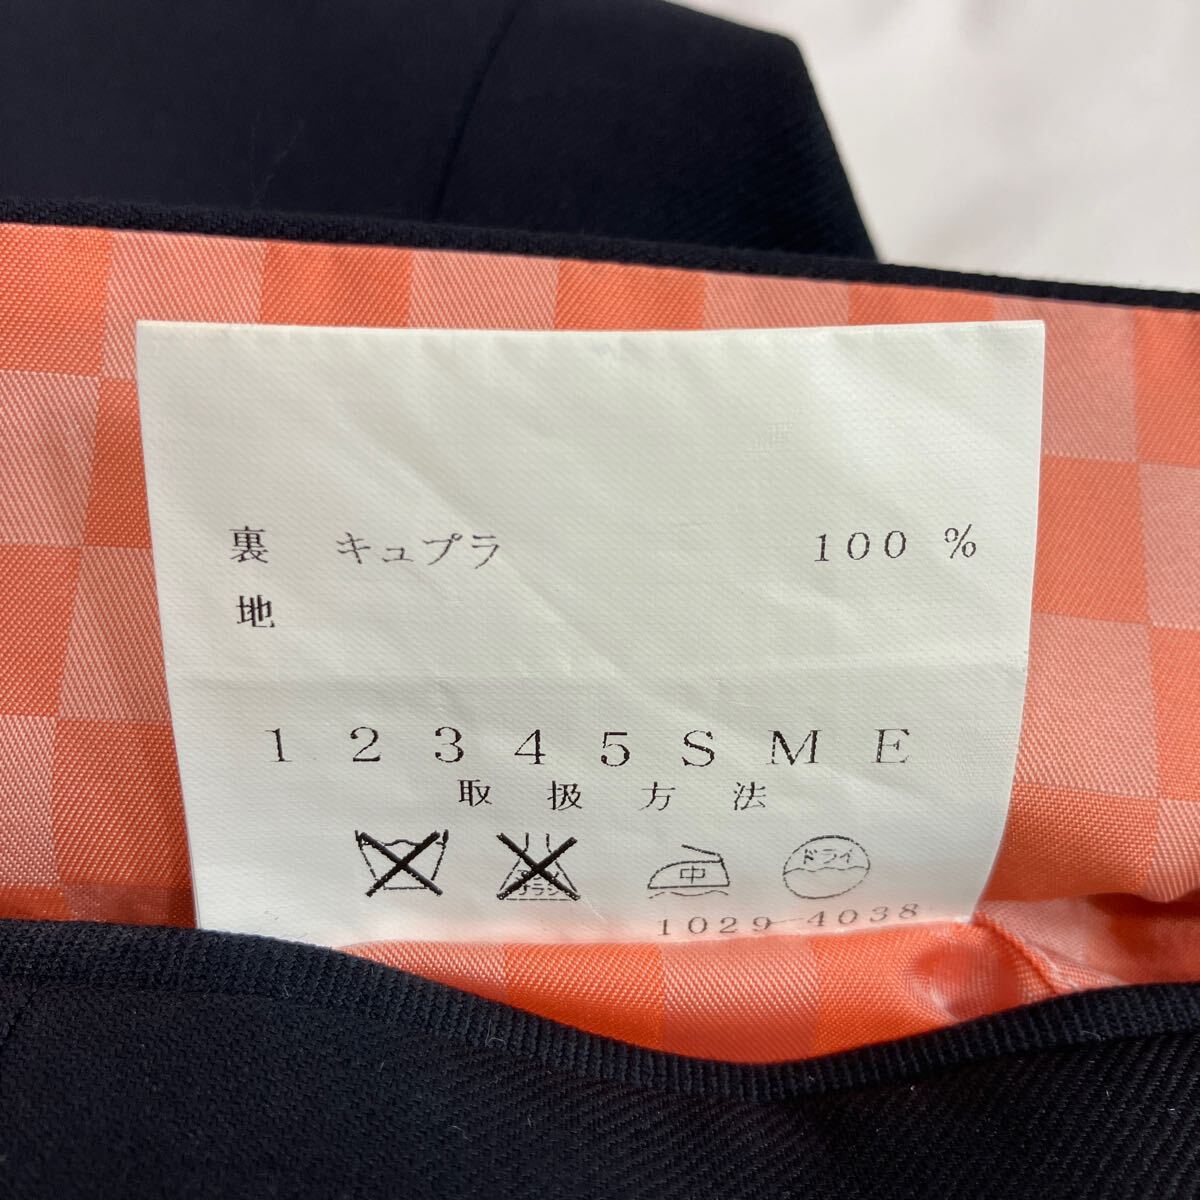 裏 キュプラ 100 %
地
1 2 3 4 5 S M E
取扱方法
中 ドライ
1029-4038